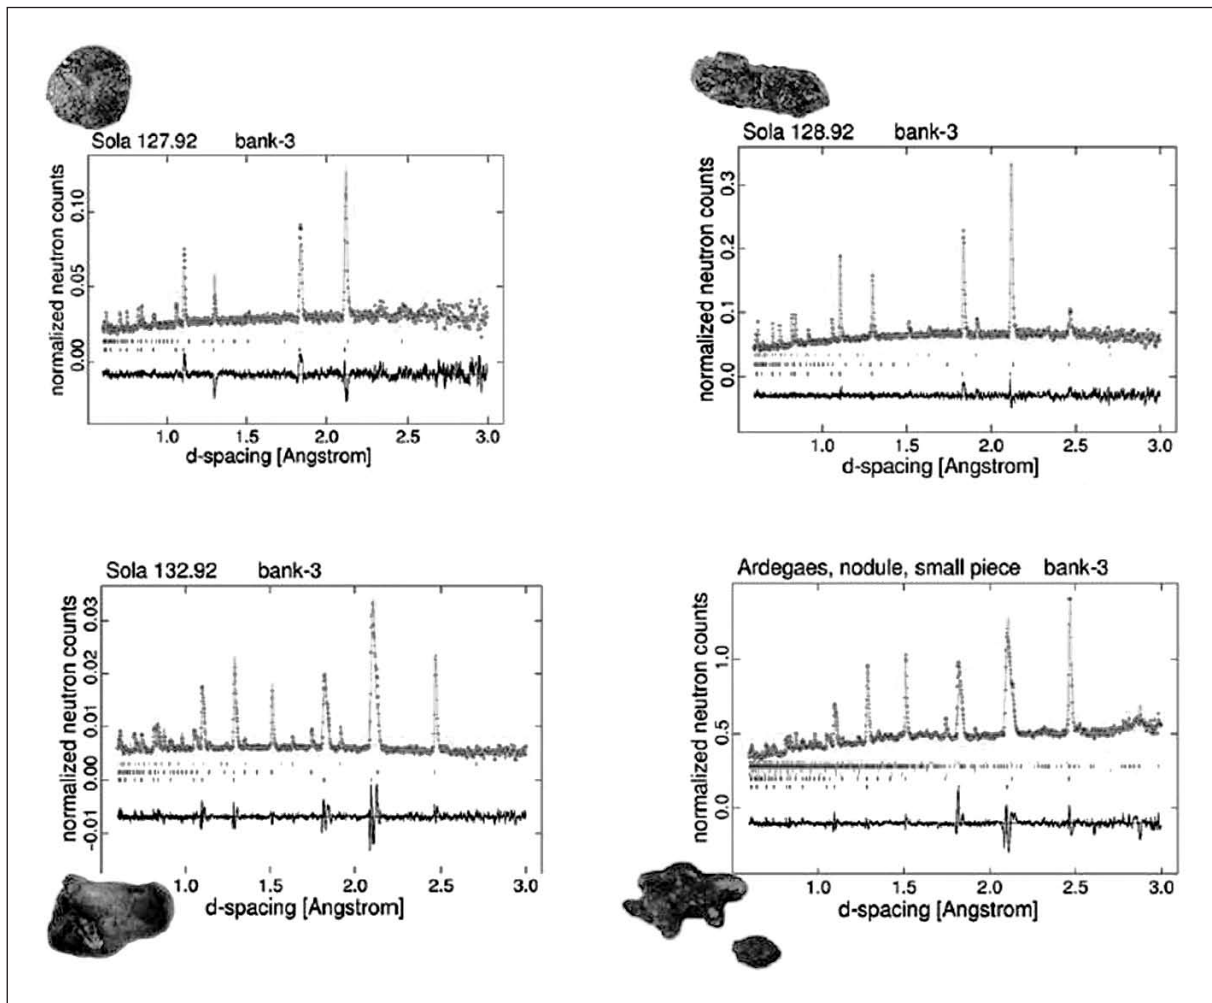 Sola 127.92 bank-3
normalized neutron counts
0.10
0.05
0.00
1.0 1.5 2.0 2.5 3.0
d-spacing [Angstrom]
Sola 128.92 bank-3
normalized neutron counts
0.3
0.2
0.1
0.0
1.0 1.5 2.0 2.5 3.0
d-spacing [Angstrom]
Sola 132.92 bank-3
normalized neutron counts
0.03
0.02
0.01
0.00
-0.01
1.0 1.5 2.0 2.5 3.0
d-spacing [Angstrom]
Ardegaes, nodule, small piece bank-3
normalized neutron counts
1.0
0.5
0.0
1.0 1.5 2.0 2.5 3.0
d-spacing [Angstrom]